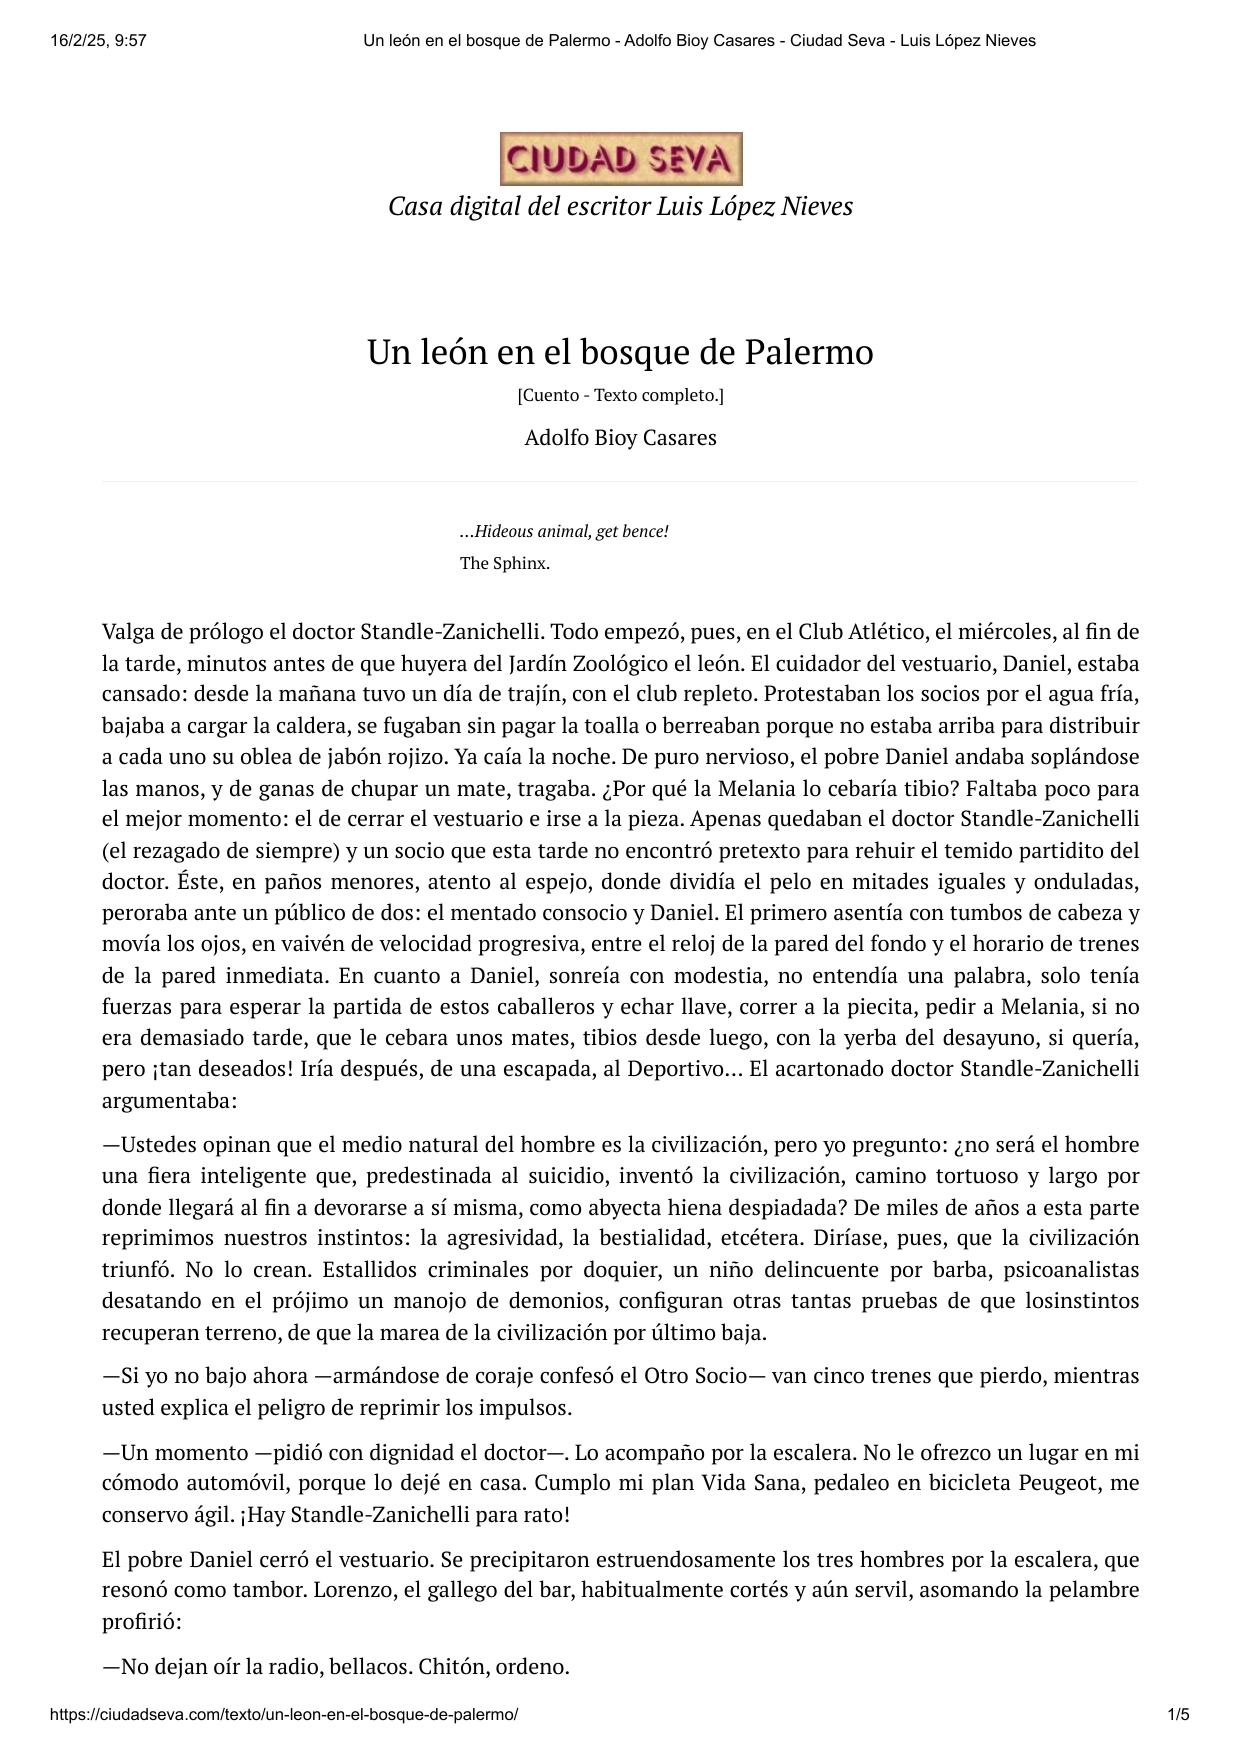 16/2/25, 9:57
Un león en el bosque de Palermo - Adolfo Bioy Casares - Ciudad Seva - Luis López Nieves
CIUDAD SEVA
Casa digital del escritor Luis López Nieves
Un león en el bosque de Palermo
[Cuento - Texto completo.]
Adolfo Bioy Casares
…Hideous animal, get bence!
The Sphinx.
Valga de prólogo el doctor Standle-Zanichelli. Todo empezó, pues, en el Club Atlético, el miércoles, al fin de
la tarde, minutos antes de que huyera del Jardín Zoológico el león. El cuidador del vestuario, Daniel, estaba
cansado: desde la mañana tuvo un día de trajín, con el club repleto. Protestaban los socios por el agua fría,
bajaba a cargar la caldera, se fugaban sin pagar la toalla o berreaban porque no estaba arriba para distribuir
a cada uno su oblea de jabón rojizo. Ya caía la noche. De puro nervioso, el pobre Daniel andaba soplándose
las manos, y de ganas de chupar un mate, tragaba. ¿Por qué la Melania lo cebaría tibio? Faltaba poco para
el mejor momento: el de cerrar el vestuario e irse a la pieza. Apenas quedaban el doctor Standle-Zanichelli
(el rezagado de siempre) y un socio que esta tarde no encontró pretexto para rehuir el temido partidito del
doctor. Éste, en paños menores, atento al espejo, donde dividía el pelo en mitades iguales y onduladas,
peroraba ante un público de dos: el mentado consocio y Daniel. El primero asentía con tumbos de cabeza y
movía los ojos, en vaivén de velocidad progresiva, entre el reloj de la pared del fondo y el horario de trenes
de la pared inmediata. En cuanto a Daniel, sonreía con modestia, no entendía una palabra, solo tenía
fuerzas para esperar la partida de estos caballeros y echar llave, correr a la piecita, pedir a Melania, si no
era demasiado tarde, que le cebara unos mates, tibios desde luego, con la yerba del desayuno, si quería,
pero ¡tan deseados! Iría después, de una escapada, al Deportivo… El acartonado doctor Standle-Zanichelli
argumentaba:
—Ustedes opinan que el medio natural del hombre es la civilización, pero yo pregunto: ¿no será el hombre
una fiera inteligente que, predestinada al suicidio, inventó la civilización, camino tortuoso y largo por
donde llegará al fin a devorarse a sí misma, como abyecta hiena despiadada? De miles de años a esta parte
reprimimos nuestros instintos: la agresividad, la bestialidad, etcétera. Diríase, pues, que la civilización
triunfó. No lo crean. Estallidos criminales por doquier, un niño delincuente por barba, psicoanalistas
desatando en el prójimo un manojo de demonios, configuran otras tantas pruebas de que losinstintos
recuperan terreno, de que la marea de la civilización por último baja.
—Si yo no bajo ahora —armándose de coraje confesó el Otro Socio— van cinco trenes que pierdo, mientras
usted explica el peligro de reprimir los impulsos.
—Un momento —pidió con dignidad el doctor—. Lo acompaño por la escalera. No le ofrezco un lugar en mi
cómodo automóvil, porque lo dejé en casa. Cumplo mi plan Vida Sana, pedaleo en bicicleta Peugeot, me
conservo ágil. ¡Hay Standle-Zanichelli para rato!
El pobre Daniel cerró el vestuario. Se precipitaron estruendosamente los tres hombres por la escalera, que
resonó como tambor. Lorenzo, el gallego del bar, habitualmente cortés y aún servil, asomando la pelambre
profirió:
—No dejan oír la radio, bellacos. Chitón, ordeno.
https://ciudadseva.com/texto/un-leon-en-el-bosque-de-palermo/
1/5